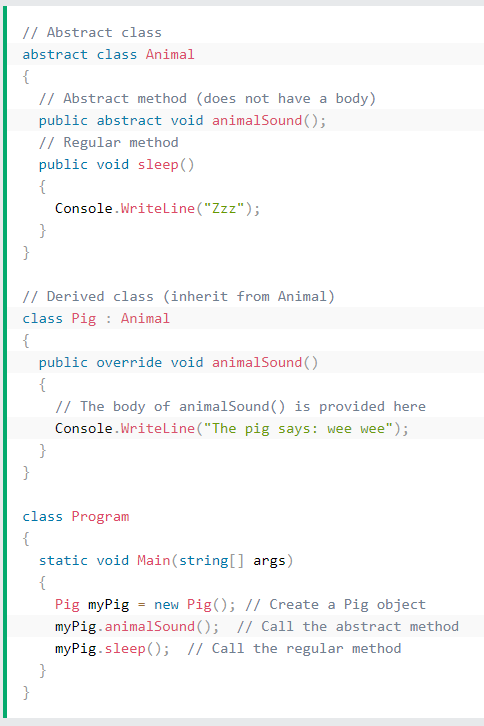 // Abstract class
abstract class Animal
{
  // Abstract method (does not have a body)
  public abstract void animalSound();
  // Regular method
  public void sleep()
  {
    Console.WriteLine("Zzz");
  }
}

// Derived class (inherit from Animal)
class Pig : Animal
{
  public override void animalSound()
  {
    // The body of animalSound() is provided here
    Console.WriteLine("The pig says: wee wee");
  }
}

class Program
{
  static void Main(string[] args)
  {
    Pig myPig = new Pig(); // Create a Pig object
    myPig.animalSound();  // Call the abstract method
    myPig.sleep();  // Call the regular method
  }
}